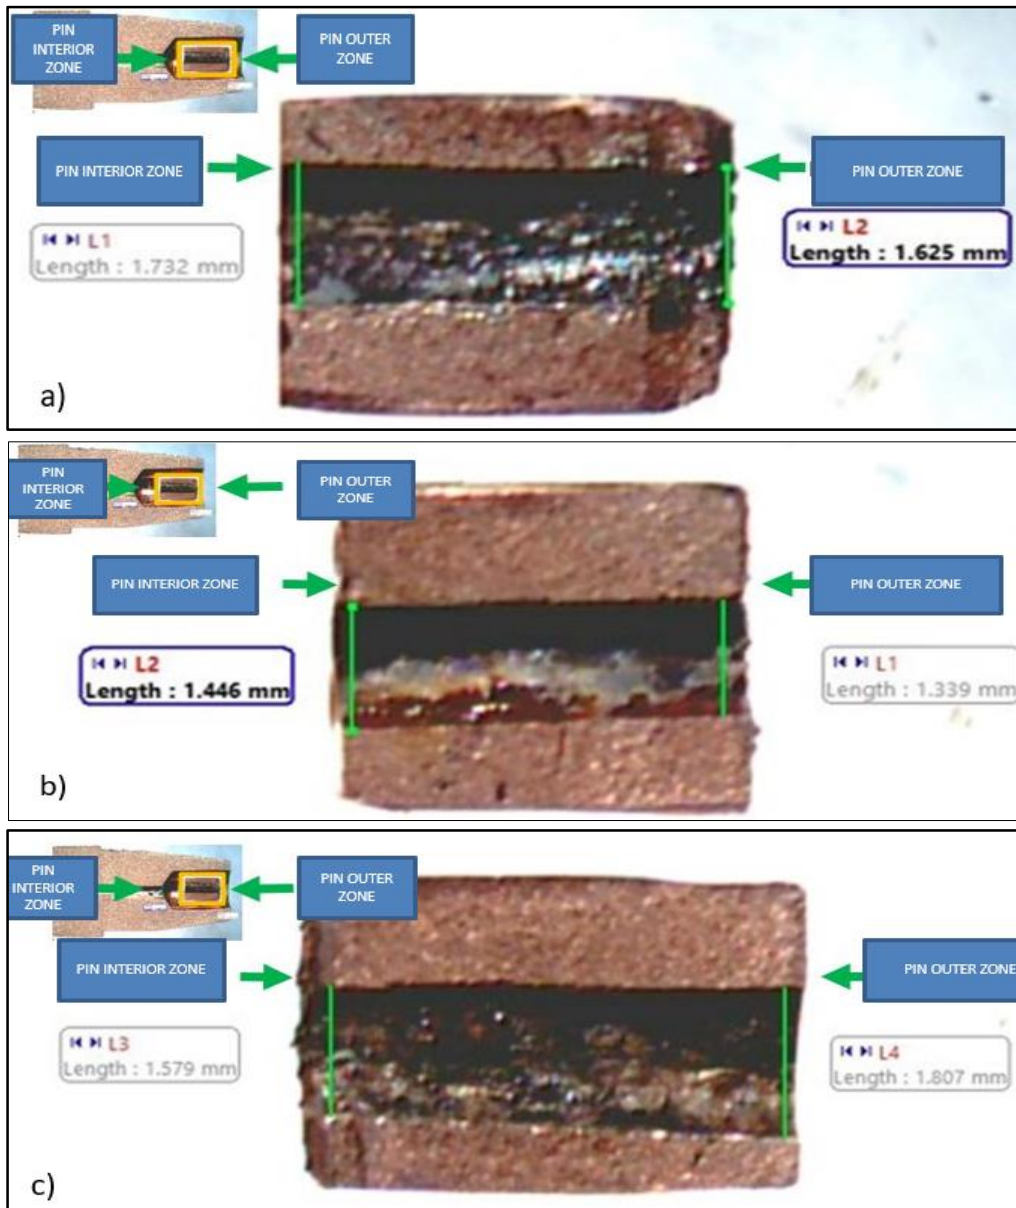 PIN
INTERIOR
ZONE
PIN OUTER
ZONE
PIN INTERIOR ZONE
PIN OUTER ZONE
L1
Length : 1.732 mm
L2
Length : 1.625 mm
a)
PIN
INTERIOR
ZONE
PIN OUTER
ZONE
PIN INTERIOR ZONE
PIN OUTER ZONE
L2
Length : 1.446 mm
L1
Length : 1.339 mm
b)
PIN
INTERIOR
ZONE
PIN OUTER
ZONE
PIN INTERIOR ZONE
PIN OUTER ZONE
L3
Length : 1.579 mm
L4
Length : 1.807 mm
c)